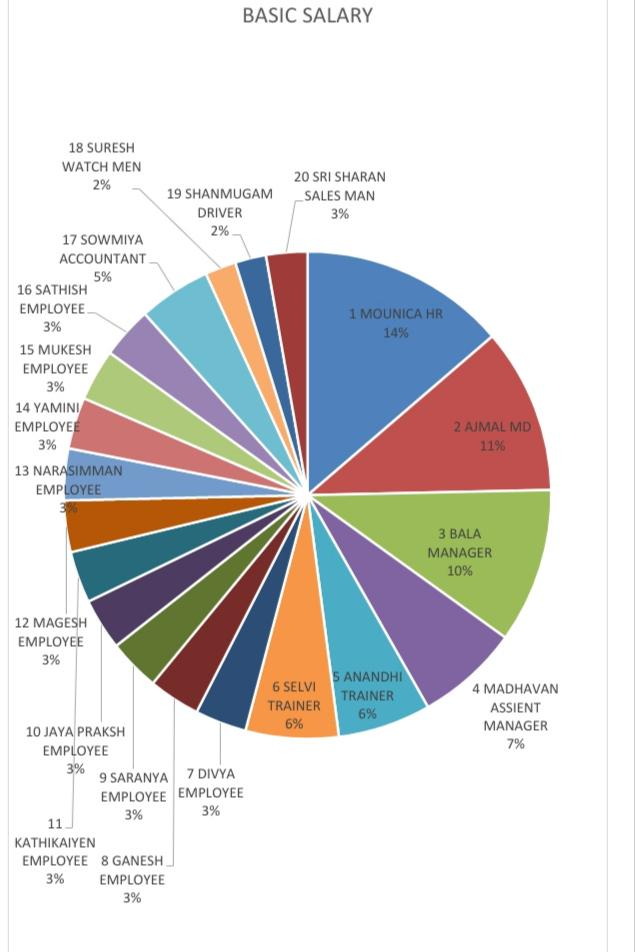 BASIC SALARY
1 MOUNICA HR
14%
2 AJMAL MD
11%
3 BALA
MANAGER
10%
4 MADHAVAN
ASSIENT
MANAGER
7%
5 ANANDHI
TRAINER
6%
6 SELVI
TRAINER
6%
7 DIVYA
EMPLOYEE
3%
8 GANESH
EMPLOYEE
3%
9 SARANYA
EMPLOYEE
3%
10 JAYA PRAKSH
EMPLOYEE
3%
11
KATHIKAIYEN
EMPLOYEE
3%
12 MAGESH
EMPLOYEE
3%
13 NARASIMMAN
EMPLOYEE
3%
14 YAMINI
EMPLOYEE
3%
15 MUKESH
EMPLOYEE
3%
16 SATHISH
EMPLOYEE
3%
17 SOWMIYA
ACCOUNTANT
5%
18 SURESH
WATCH MEN
2%
19 SHANMUGAM
DRIVER
2%
20 SRI SHARAN
SALES MAN
3%